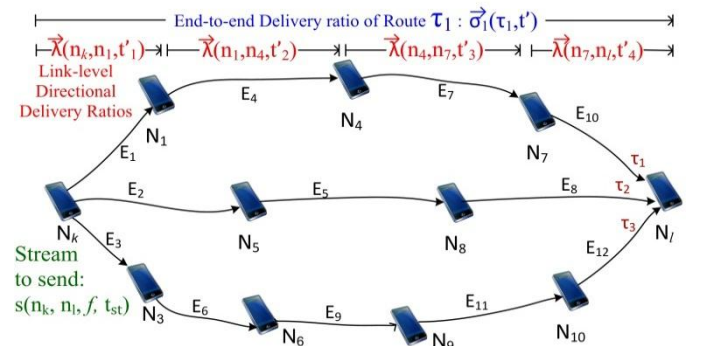 End-to-end Delivery ratio of Route τ₁ : σ⃗₁(τ₁,t′)
λ⃗(nₖ,n₁,t′₁) λ⃗(n₁,n₄,t′₂) λ⃗(n₄,n₇,t′₃) λ⃗(n₇,nₗ,t′₄)
Link-level
Directional
Delivery Ratios
E₄
E₇
E₁₀
N₁
N₄
N₇
E₁
τ₁
E₂
E₅
E₈
τ₂
τ₃
Nₖ
N₅
N₈
Nₗ
E₃
E₁₂
Stream
to send:
s(nₖ, nₗ, f, tₛₜ)
N₃
E₆
E₉
E₁₁
N₆
N₉
N₁₀